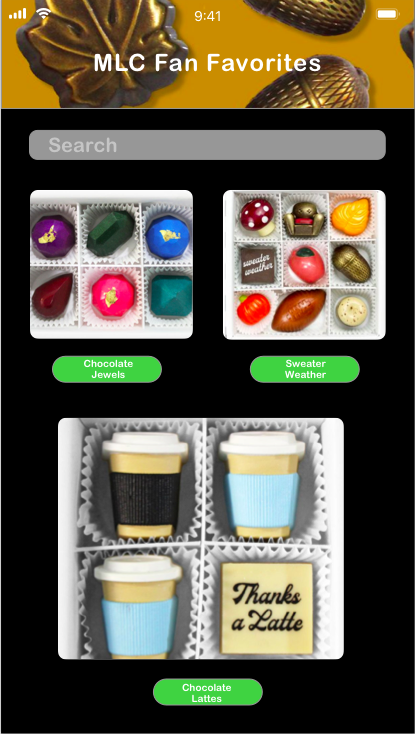 9:41
MLC Fan Favorites
Search
sweater
weather
Chocolate
Jewels
Sweater
Weather
Thanks
a Latte
Chocolate
Lattes